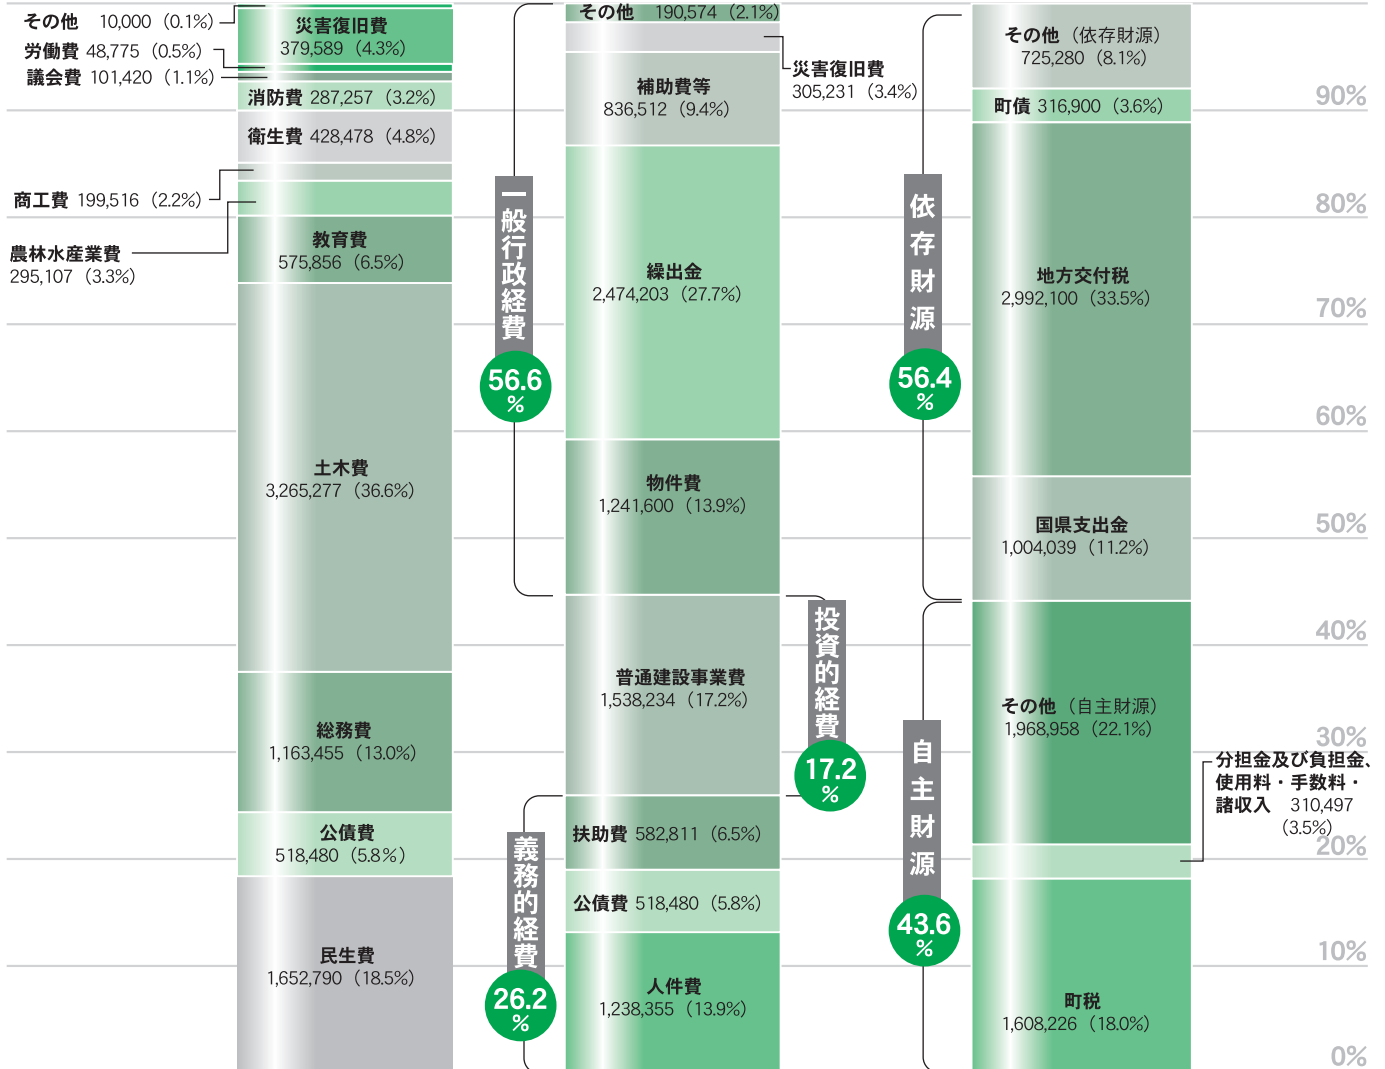 その他 10,000（0.1%）
労働費 48,775（0.5%）
議会費 101,420（1.1%）
災害復旧費
379,589（4.3%）
消防費 287,257（3.2%）
衛生費 428,478（4.8%）
商工費 199,516（2.2%）
農林水産業費
295,107（3.3%）
教育費
575,856（6.5%）
土木費
3,265,277（36.6%）
総務費
1,163,455（13.0%）
公債費
518,480（5.8%）
民生費
1,652,790（18.5%）
一般行政経費
56.6
%
義務的経費
26.2
%
その他 190,574（2.1%）
災害復旧費
305,231（3.4%）
補助費等
836,512（9.4%）
繰出金
2,474,203（27.7%）
物件費
1,241,600（13.9%）
普通建設事業費
1,538,234（17.2%）
扶助費 582,811（6.5%）
公債費 518,480（5.8%）
人件費
1,238,355（13.9%）
投資的経費
17.2
%
依存財源
56.4
%
自主財源
43.6
%
その他（依存財源）
725,280（8.1%）
町債 316,900（3.6%）
地方交付税
2,992,100（33.5%）
国県支出金
1,004,039（11.2%）
その他（自主財源）
1,968,958（22.1%）
分担金及び負担金、
使用料・手数料・
諸収入 310,497
（3.5%）
町税
1,608,226（18.0%）
90%
80%
70%
60%
50%
40%
30%
20%
10%
0%